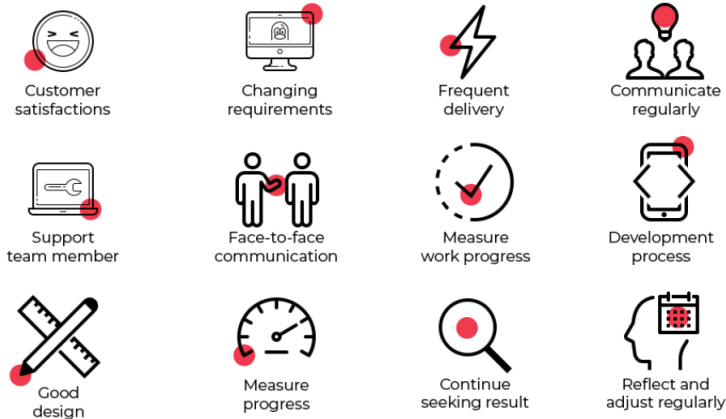 Customer
satisfactions
Changing
requirements
Frequent
delivery
Communicate
regularly
Support
team member
Face-to-face
communication
Measure
work progress
Development
process
Good
design
Measure
progress
Continue
seeking result
Reflect and
adjust regularly